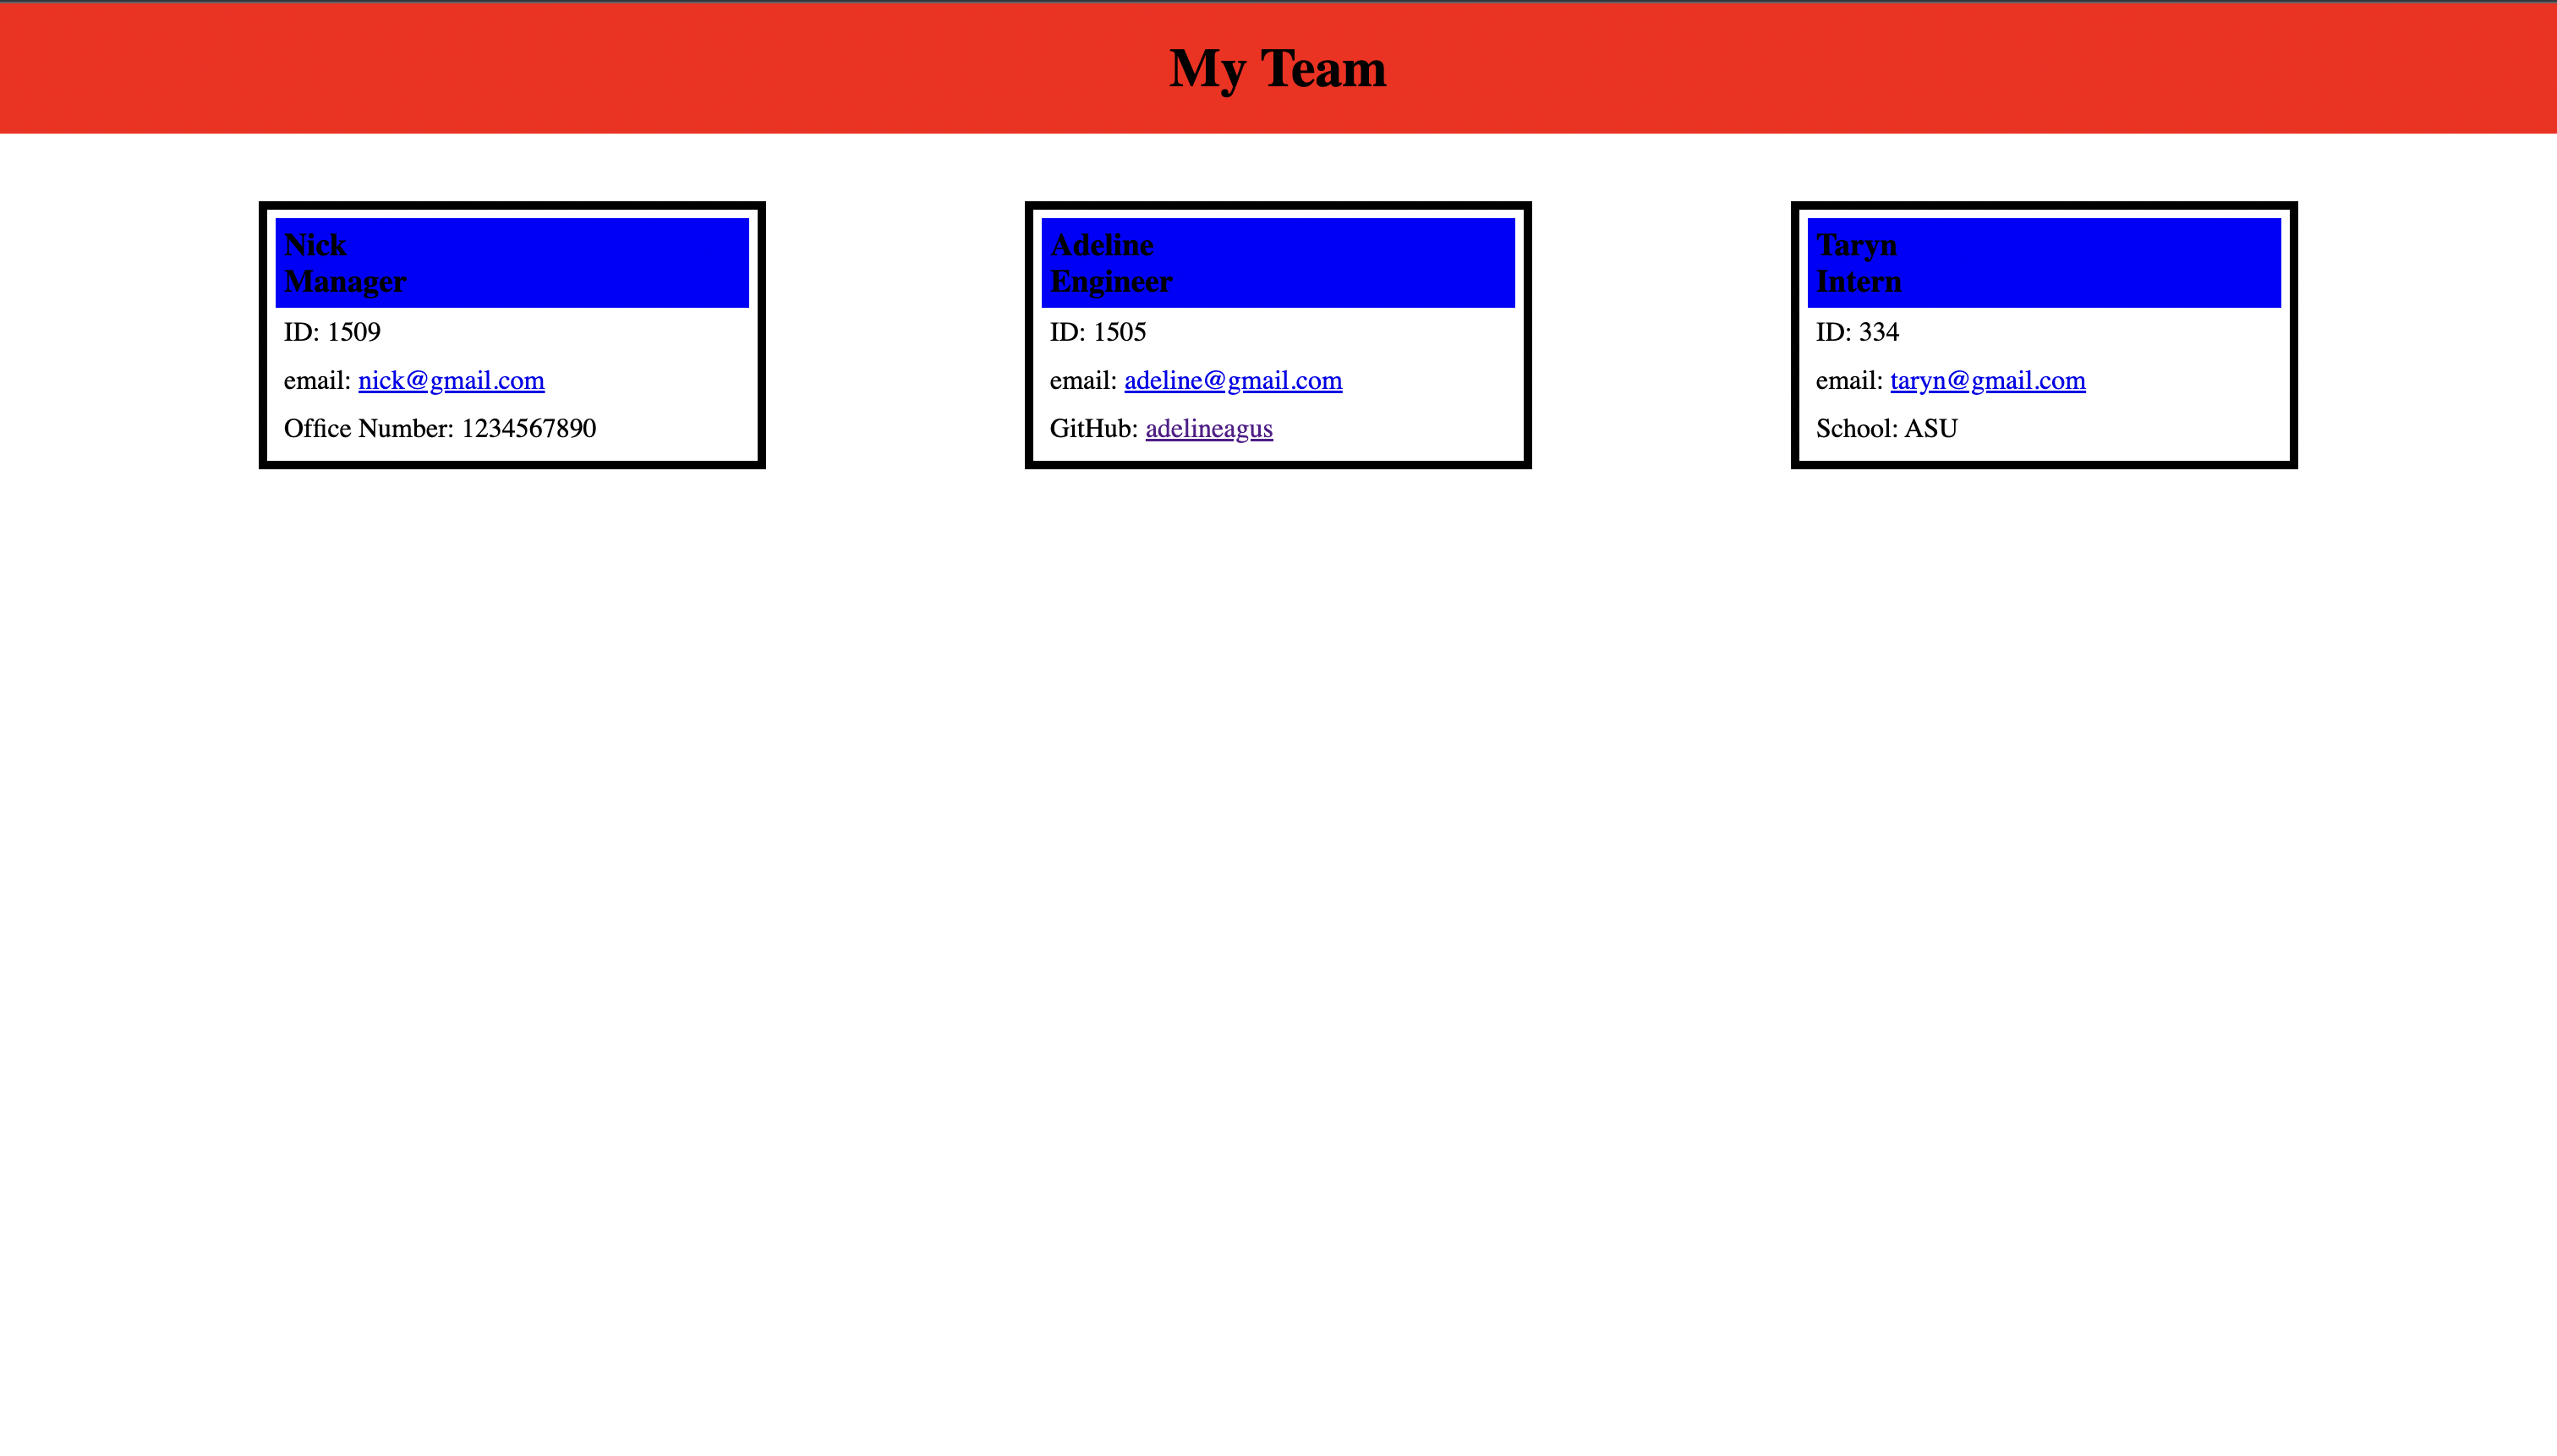 My Team
Nick
Manager
ID: 1509
email: nick@gmail.com
Office Number: 1234567890
Adeline
Engineer
ID: 1505
email: adeline@gmail.com
GitHub: adelineagus
Taryn
Intern
ID: 334
email: taryn@gmail.com
School: ASU